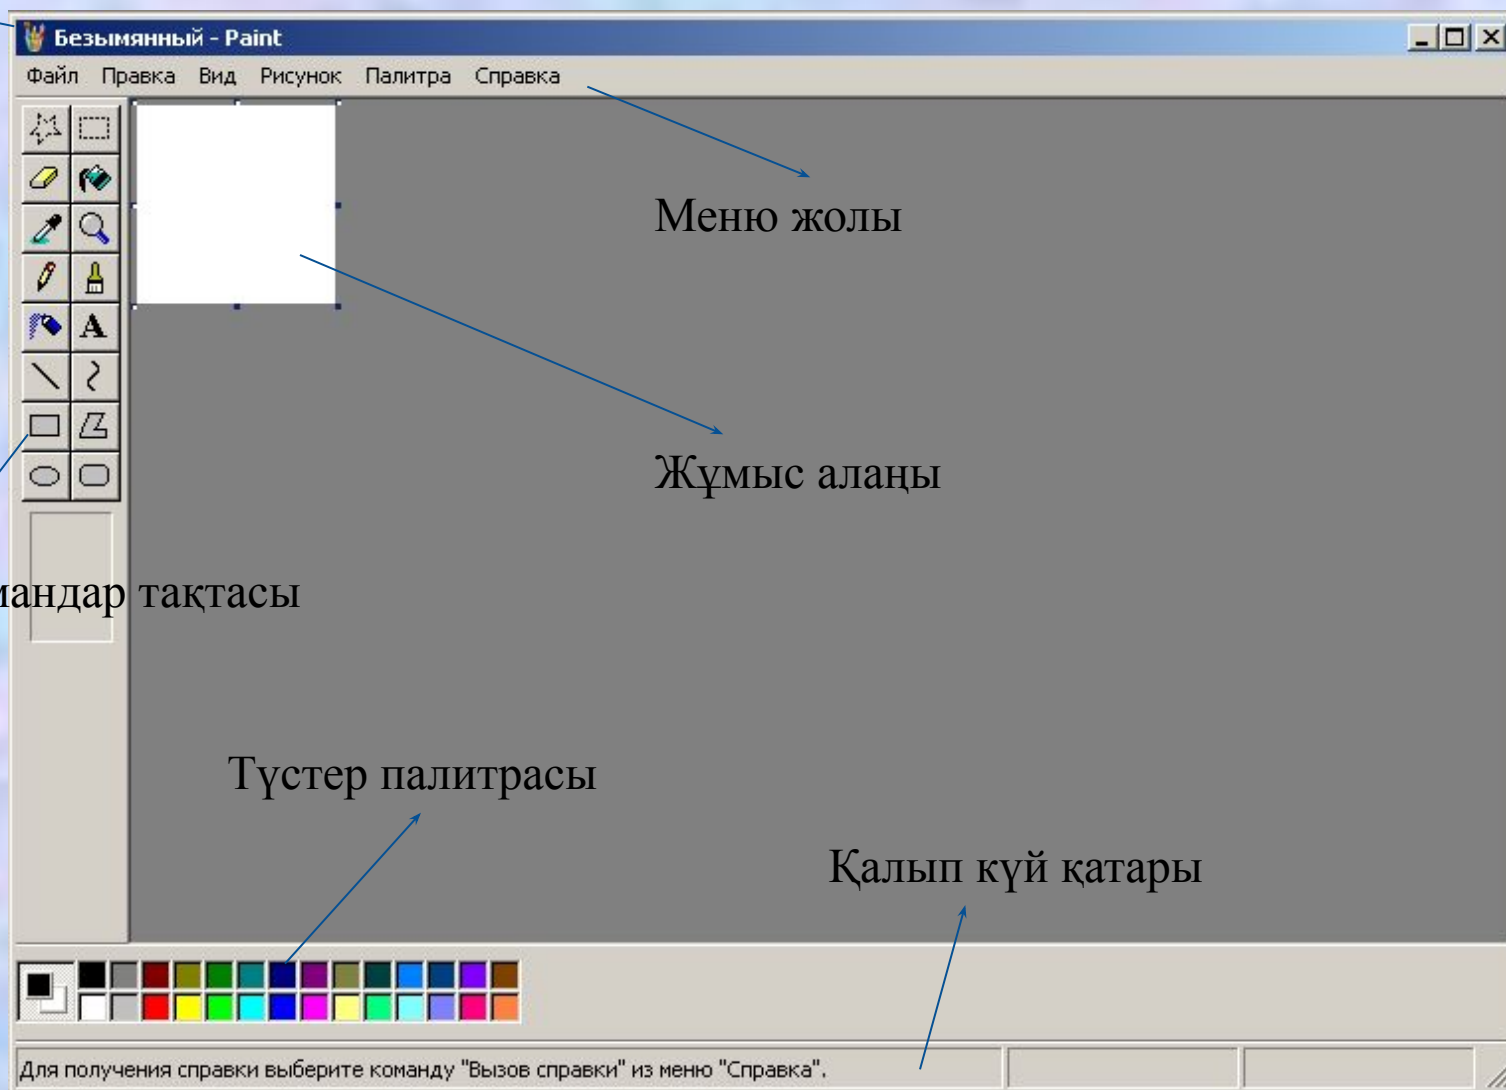 Безымянный - Paint
Файл Правка Вид Рисунок Палитра Справка
A
Меню жолы
Жұмыс алаңы
тақтасы
Түстер палитрасы
Қалып күй қатары
Для получения справки выберите команду "Вызов справки" из меню "Справка".